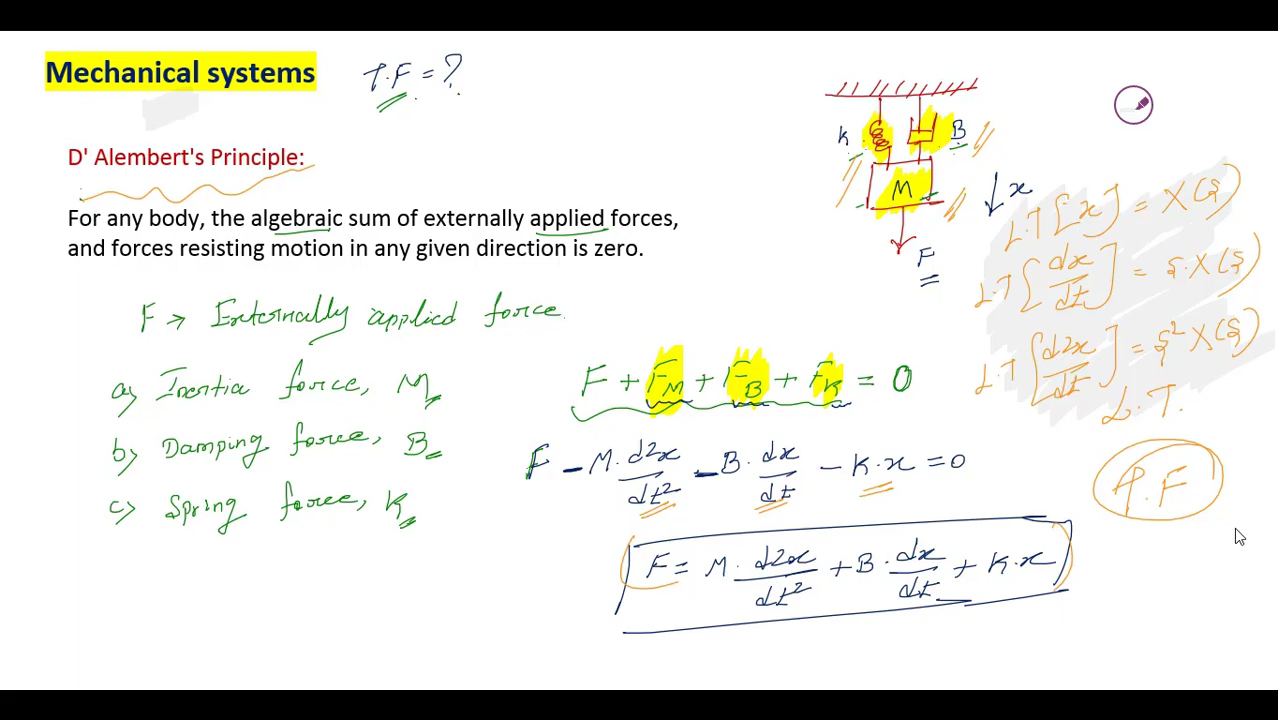 Mechanical systems
T.F = ?
D' Alembert's Principle:
For any body, the algebraic sum of externally applied forces,
and forces resisting motion in any given direction is zero.
F → Externally applied force
a) Inertia force, M
b) Damping force, B
c) Spring force, K
K
B
M
↓x
F
F + F_M + F_B + F_K = 0
F - M. d2x/dt² - B. dx/dt - K.x = 0
F = M. d2x/dt² + B. dx/dt + K.x
L.T[x] = X(s)
L.T[dx/dt] = s.X(s)
L.T[d2x/dt] = s² X(s)
L.T.
T.F